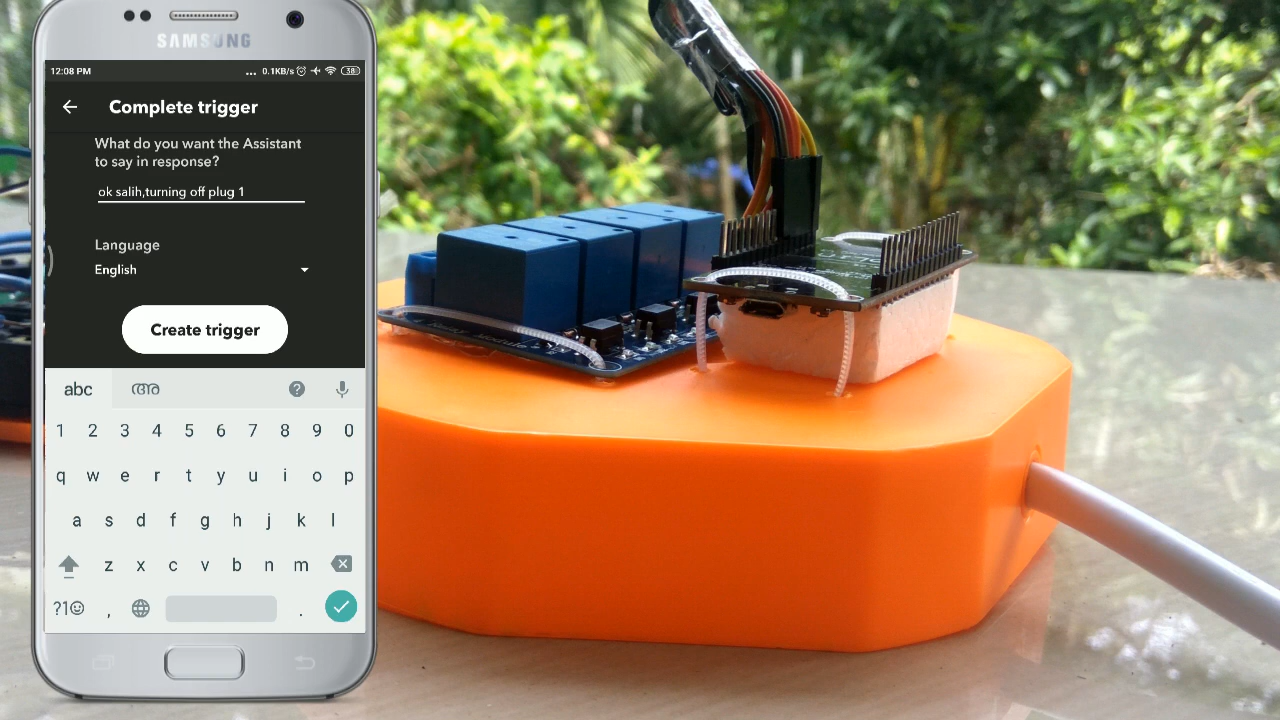 SAMSUNG
12:08 PM ... 0.1KB/s 38
Complete trigger
What do you want the Assistant
to say in response?
ok salih,turning off plug 1
Language
English
Create trigger
abc അആ ?
1 2 3 4 5 6 7 8 9 0
q w e r t y u i o p
a s d f g h j k l
z x c v b n m
?1☺ , .